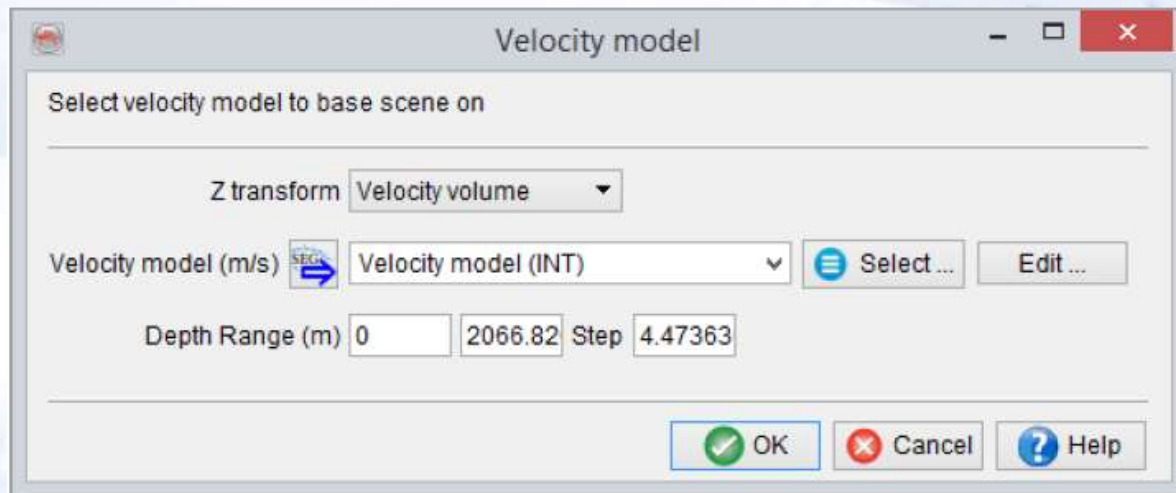 Velocity model
Select velocity model to base scene on
Z transform Velocity volume
Velocity model (m/s) SEG Velocity model (INT) Select ... Edit ...
Depth Range (m) 0 2066.82 Step 4.47363
OK Cancel Help